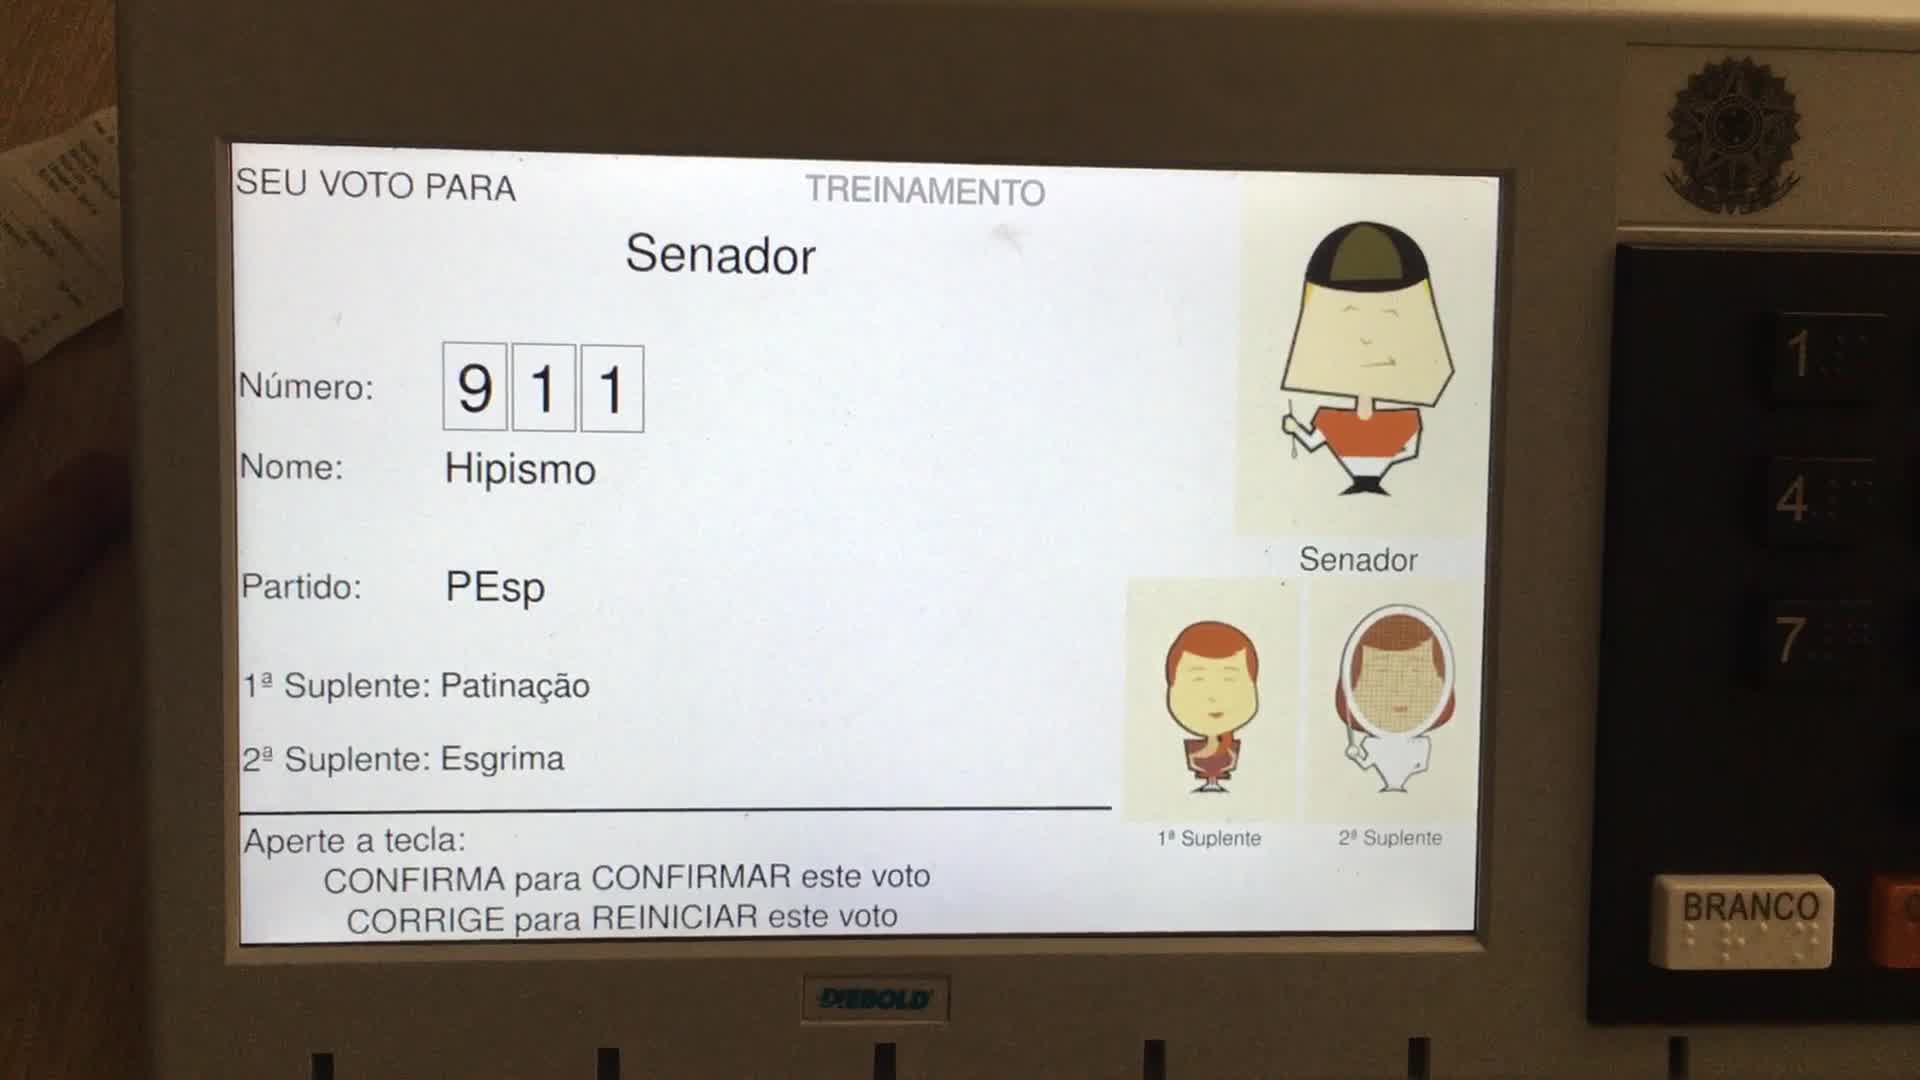 SEU VOTO PARA
TREINAMENTO
Senador
Número: 9 1 1
Nome: Hipismo
Partido: PEsp
1ª Suplente: Patinação
2ª Suplente: Esgrima
Senador
1ª Suplente
2ª Suplente
Aperte a tecla:
CONFIRMA para CONFIRMAR este voto
CORRIGE para REINICIAR este voto
DIEBOLD
1
4
7
BRANCO